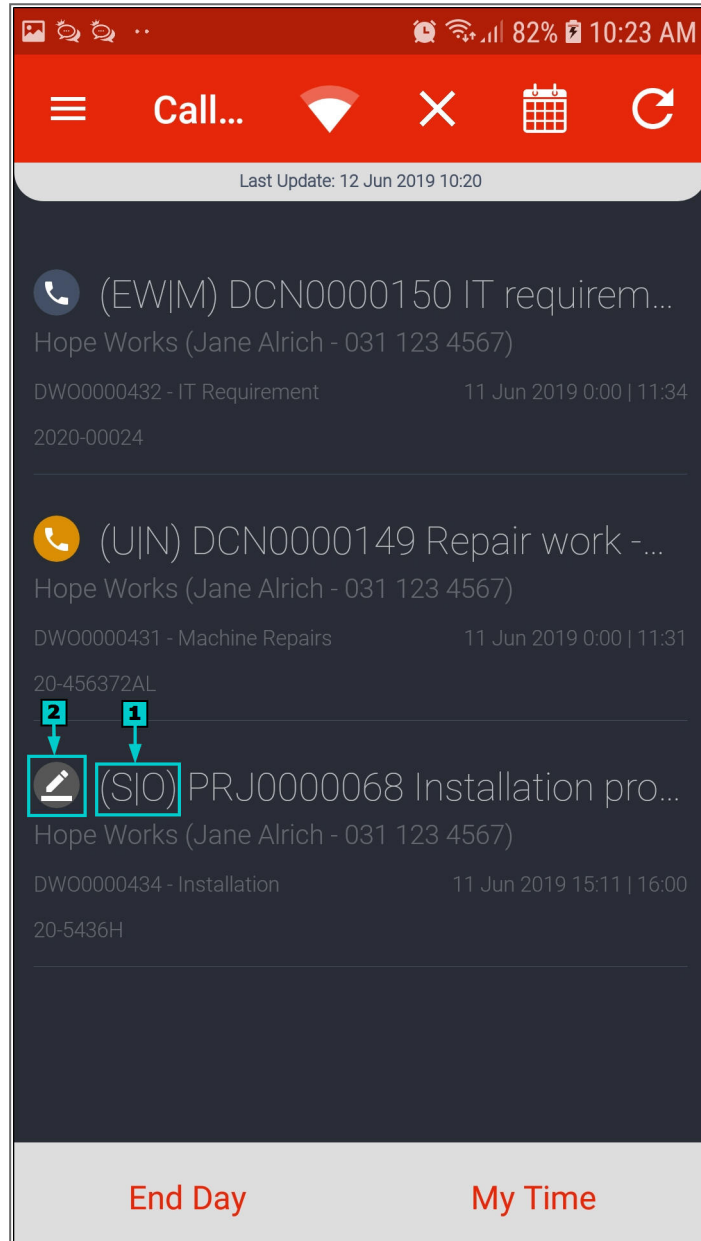 82% 10:23 AM
Call...
Last Update: 12 Jun 2019 10:20
(EW|M) DCN0000150 IT requirem...
Hope Works (Jane Alrich - 031 123 4567)
DWO0000432 - IT Requirement 11 Jun 2019 0:00 | 11:34
2020-00024
(U|N) DCN0000149 Repair work -...
Hope Works (Jane Alrich - 031 123 4567)
DWO0000431 - Machine Repairs 11 Jun 2019 0:00 | 11:31
20-456372AL
2 1
(S|O) PRJ0000068 Installation pro...
Hope Works (Jane Alrich - 031 123 4567)
DWO0000434 - Installation 11 Jun 2019 15:11 | 16:00
20-5436H
End Day My Time